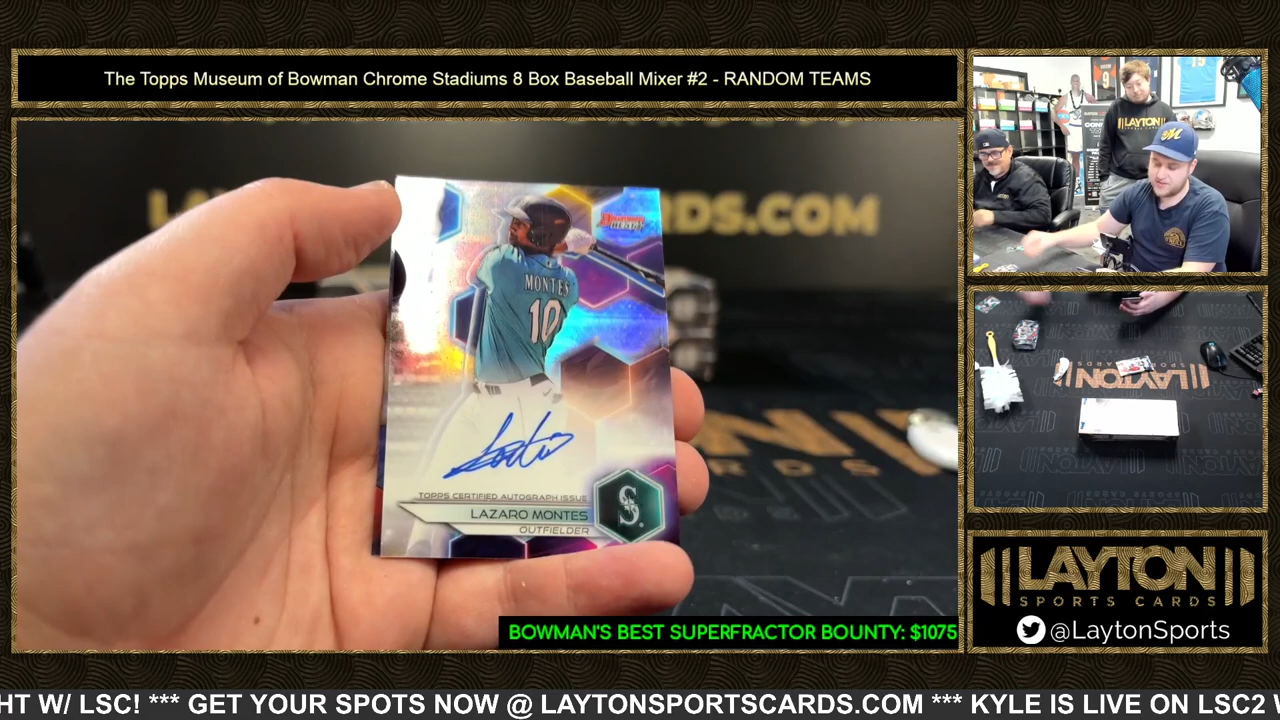 The Topps Museum of Bowman Chrome Stadiums 8 Box Baseball Mixer #2 - RANDOM TEAMS
MONTES
10
TOPPS CERTIFIED AUTOGRAPH ISSUE
LAZARO MONTES
OUTFIELDER
S
BOWMAN'S BEST SUPERFRACTOR BOUNTY: $1075
LAYTON
LAYTON
LAYTON
SPORTS CARDS
@LaytonSports
HT W/ LSC! *** GET YOUR SPOTS NOW @ LAYTONSPORTSCARDS.COM *** KYLE IS LIVE ON LSC2